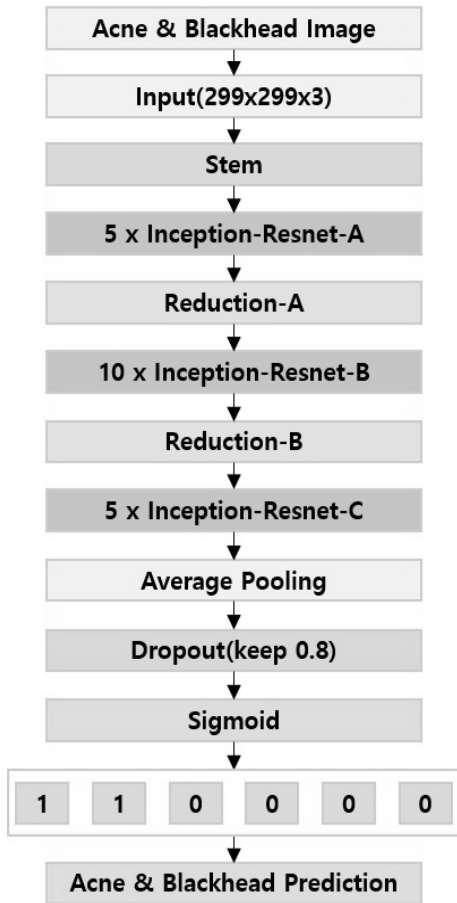 Acne & Blackhead Image
Input(299x299x3)
Stem
5 x Inception-Resnet-A
Reduction-A
10 x Inception-Resnet-B
Reduction-B
5 x Inception-Resnet-C
Average Pooling
Dropout(keep 0.8)
Sigmoid
1 1 0 0 0 0
Acne & Blackhead Prediction